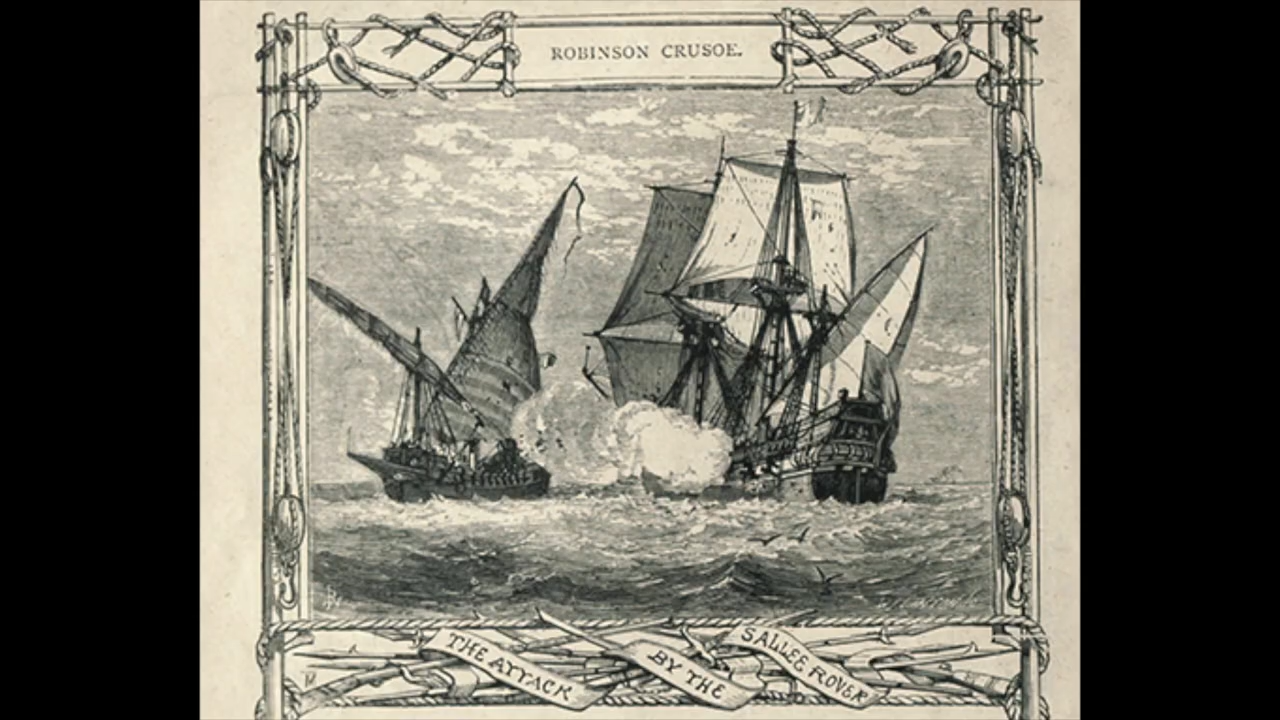 ROBINSON CRUSOE.
THE ATTACK
BY THE
SALLEE ROVER